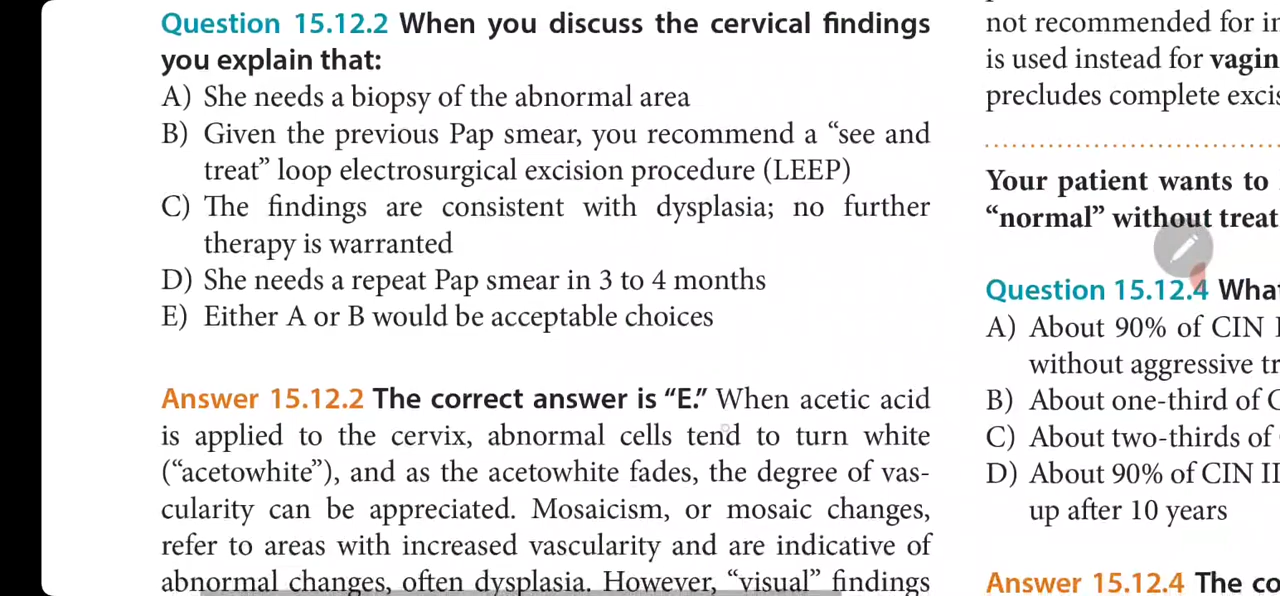 Question 15.12.2 When you discuss the cervical findings
you explain that:
A) She needs a biopsy of the abnormal area
B) Given the previous Pap smear, you recommend a “see and
treat” loop electrosurgical excision procedure (LEEP)
C) The findings are consistent with dysplasia; no further
therapy is warranted
D) She needs a repeat Pap smear in 3 to 4 months
E) Either A or B would be acceptable choices
Answer 15.12.2 The correct answer is “E.” When acetic acid
is applied to the cervix, abnormal cells tend to turn white
(“acetowhite”), and as the acetowhite fades, the degree of vas-
cularity can be appreciated. Mosaicism, or mosaic changes,
refer to areas with increased vascularity and are indicative of
abnormal changes, often dysplasia. However, “visual” findings
not recommended for
is used instead for
precludes complete
Your patient wants to
“normal” without
Question 15.12.4
A) About 90% of CIN
without aggressive
B) About one-third of
C) About two-thirds of
D) About 90% of CIN
up after 10 years
Answer 15.12.4 The